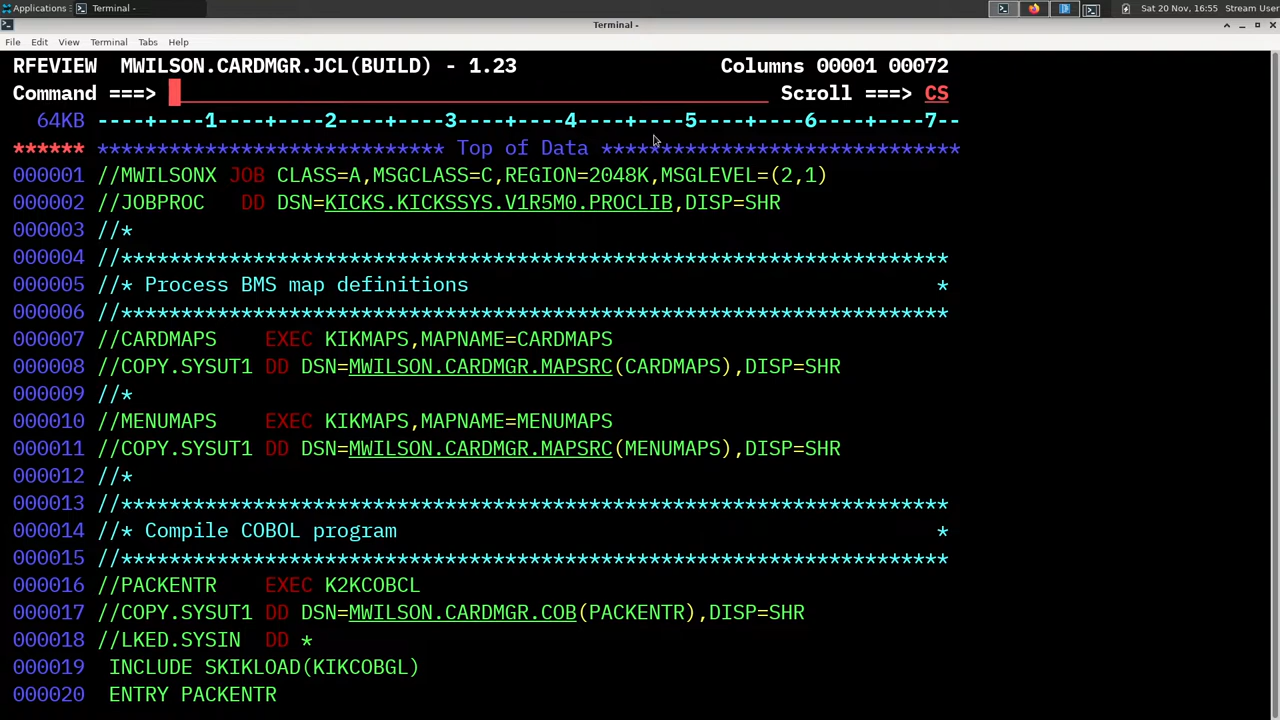 Applications Terminal - Sat 20 Nov, 16:55 Stream User
Terminal -
File Edit View Terminal Tabs Help
RFEVIEW MWILSON.CARDMGR.JCL(BUILD) - 1.23 Columns 00001 00072
Command ===> Scroll ===> CS
64KB ----+----1----+----2----+----3----+----4----+----5----+----6----+----7--
****** ***************************** Top of Data ******************************
000001 //MWILSONX JOB CLASS=A,MSGCLASS=C,REGION=2048K,MSGLEVEL=(2,1)
000002 //JOBPROC DD DSN=KICKS.KICKSSYS.V1R5M0.PROCLIB,DISP=SHR
000003 //*
000004 //*********************************************************************
000005 //* Process BMS map definitions *
000006 //*********************************************************************
000007 //CARDMAPS EXEC KIKMAPS,MAPNAME=CARDMAPS
000008 //COPY.SYSUT1 DD DSN=MWILSON.CARDMGR.MAPSRC(CARDMAPS),DISP=SHR
000009 //*
000010 //MENUMAPS EXEC KIKMAPS,MAPNAME=MENUMAPS
000011 //COPY.SYSUT1 DD DSN=MWILSON.CARDMGR.MAPSRC(MENUMAPS),DISP=SHR
000012 //*
000013 //*********************************************************************
000014 //* Compile COBOL program *
000015 //*********************************************************************
000016 //PACKENTR EXEC K2KCOBCL
000017 //COPY.SYSUT1 DD DSN=MWILSON.CARDMGR.COB(PACKENTR),DISP=SHR
000018 //LKED.SYSIN DD *
000019 INCLUDE SKIKLOAD(KIKCOBGL)
000020 ENTRY PACKENTR